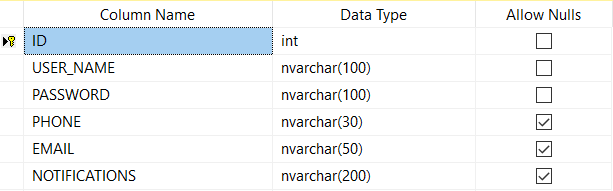 Column Name Data Type Allow Nulls
ID int
USER_NAME nvarchar(100)
PASSWORD nvarchar(100)
PHONE nvarchar(30)
EMAIL nvarchar(50)
NOTIFICATIONS nvarchar(200)